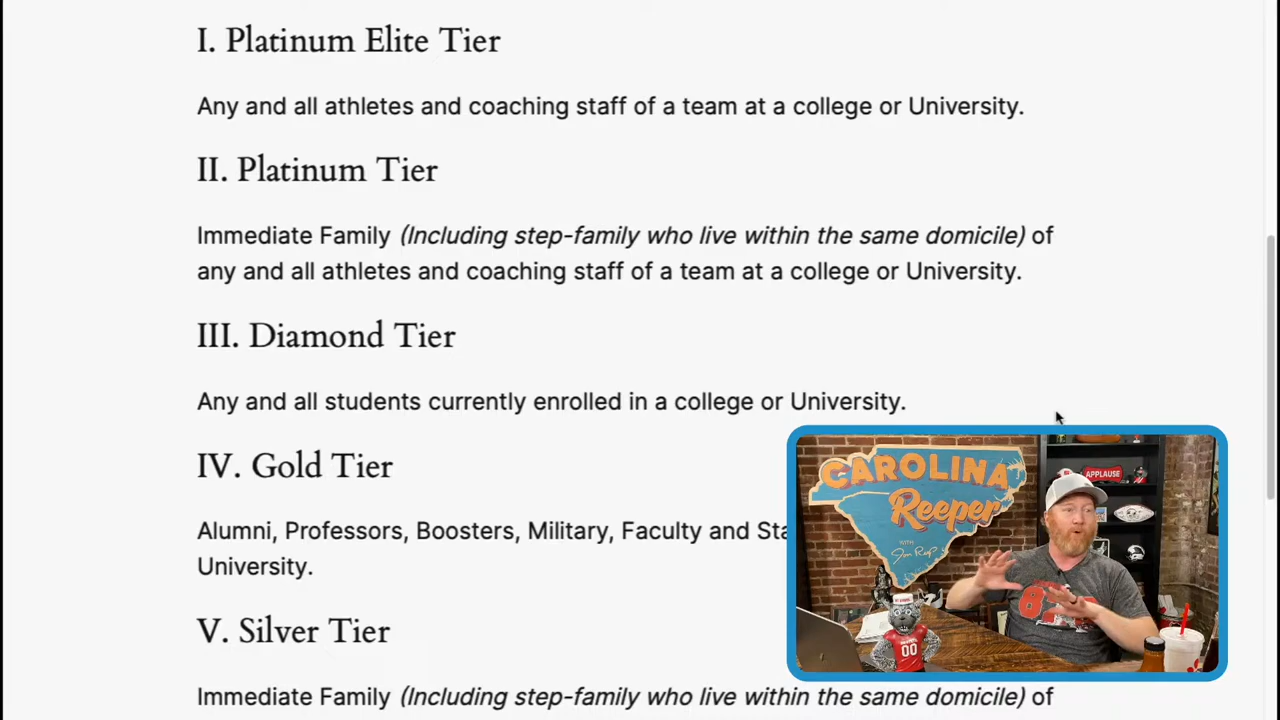 I. Platinum Elite Tier
Any and all athletes and coaching staff of a team at a college or University.
II. Platinum Tier
Immediate Family (Including step-family who live within the same domicile) of
any and all athletes and coaching staff of a team at a college or University.
III. Diamond Tier
Any and all students currently enrolled in a college or University.
IV. Gold Tier
Alumni, Professors, Boosters, Military, Faculty and Sta
University.
V. Silver Tier
Immediate Family (Including step-family who live within the same domicile) of
CAROLINA
Reeper
WITH
Jon Reep
APPLAUSE
00